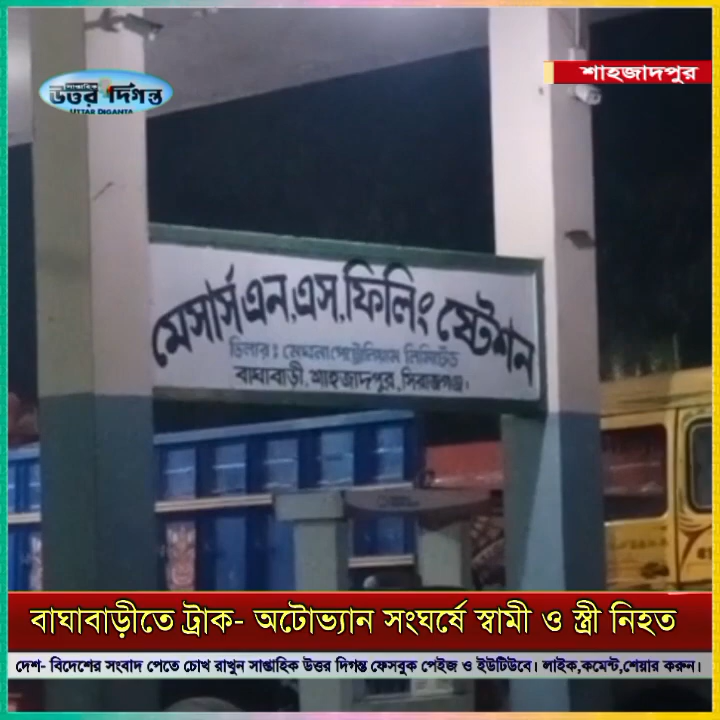 শাহজাদপুর
সাপ্তাহিক
উত্তর দিগন্ত
UTTAR DIGANTA
মেসার্স এন,এস,ফিলিং ষ্টেশন
ডিলার: মেঘনা পেট্রোলিয়াম লিমিটেড
বাঘাবাড়ী, শাহজাদপুর, সিরাজগঞ্জ।
বাঘাবাড়ীতে ট্রাক- অটোভ্যান সংঘর্ষে স্বামী ও স্ত্রী নিহত
দেশ- বিদেশের সংবাদ পেতে চোখ রাখুন সাপ্তাহিক উত্তর দিগন্ত ফেসবুক পেইজ ও ইউটিউবে। লাইক,কমেন্ট,শেয়ার করুন।